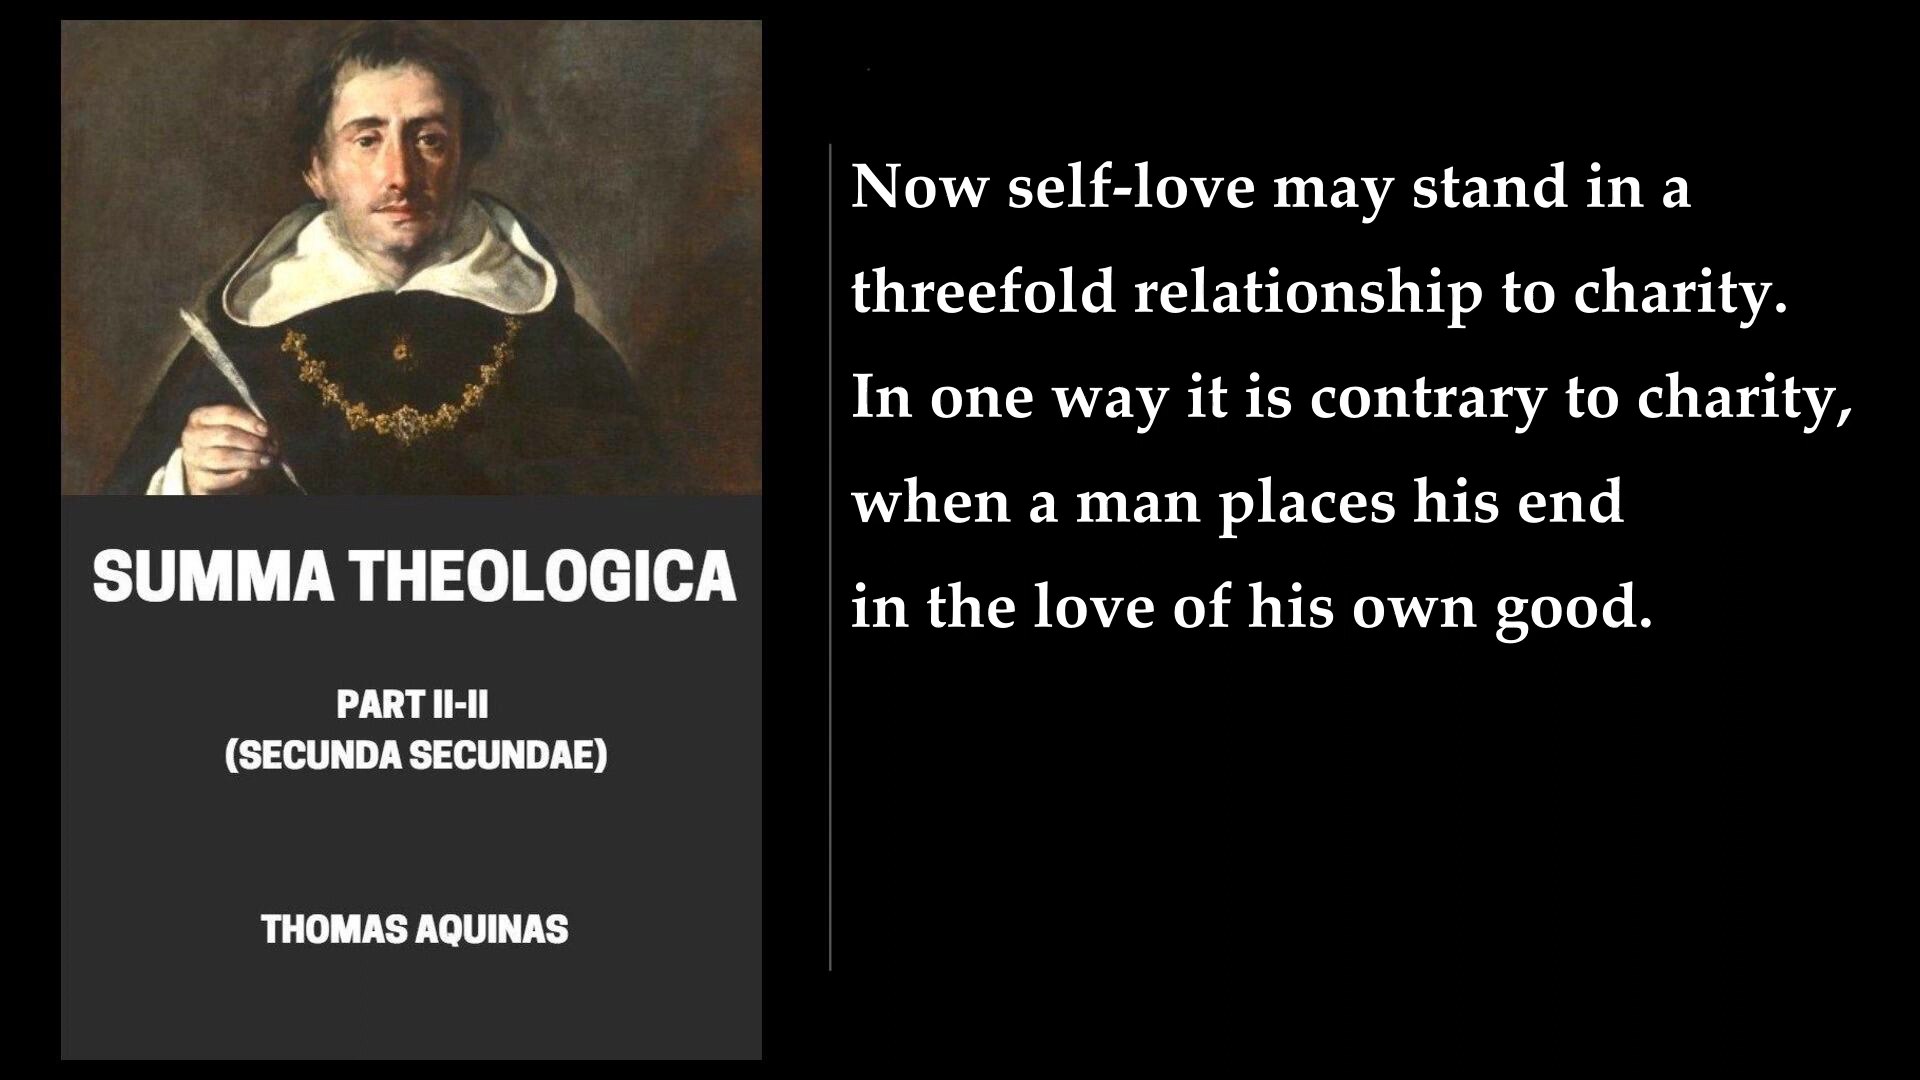 SUMMA THEOLOGICA
PART II-II
(SECUNDA SECUNDAE)
THOMAS AQUINAS
Now self-love may stand in a
threefold relationship to charity.
In one way it is contrary to charity,
when a man places his end
in the love of his own good.